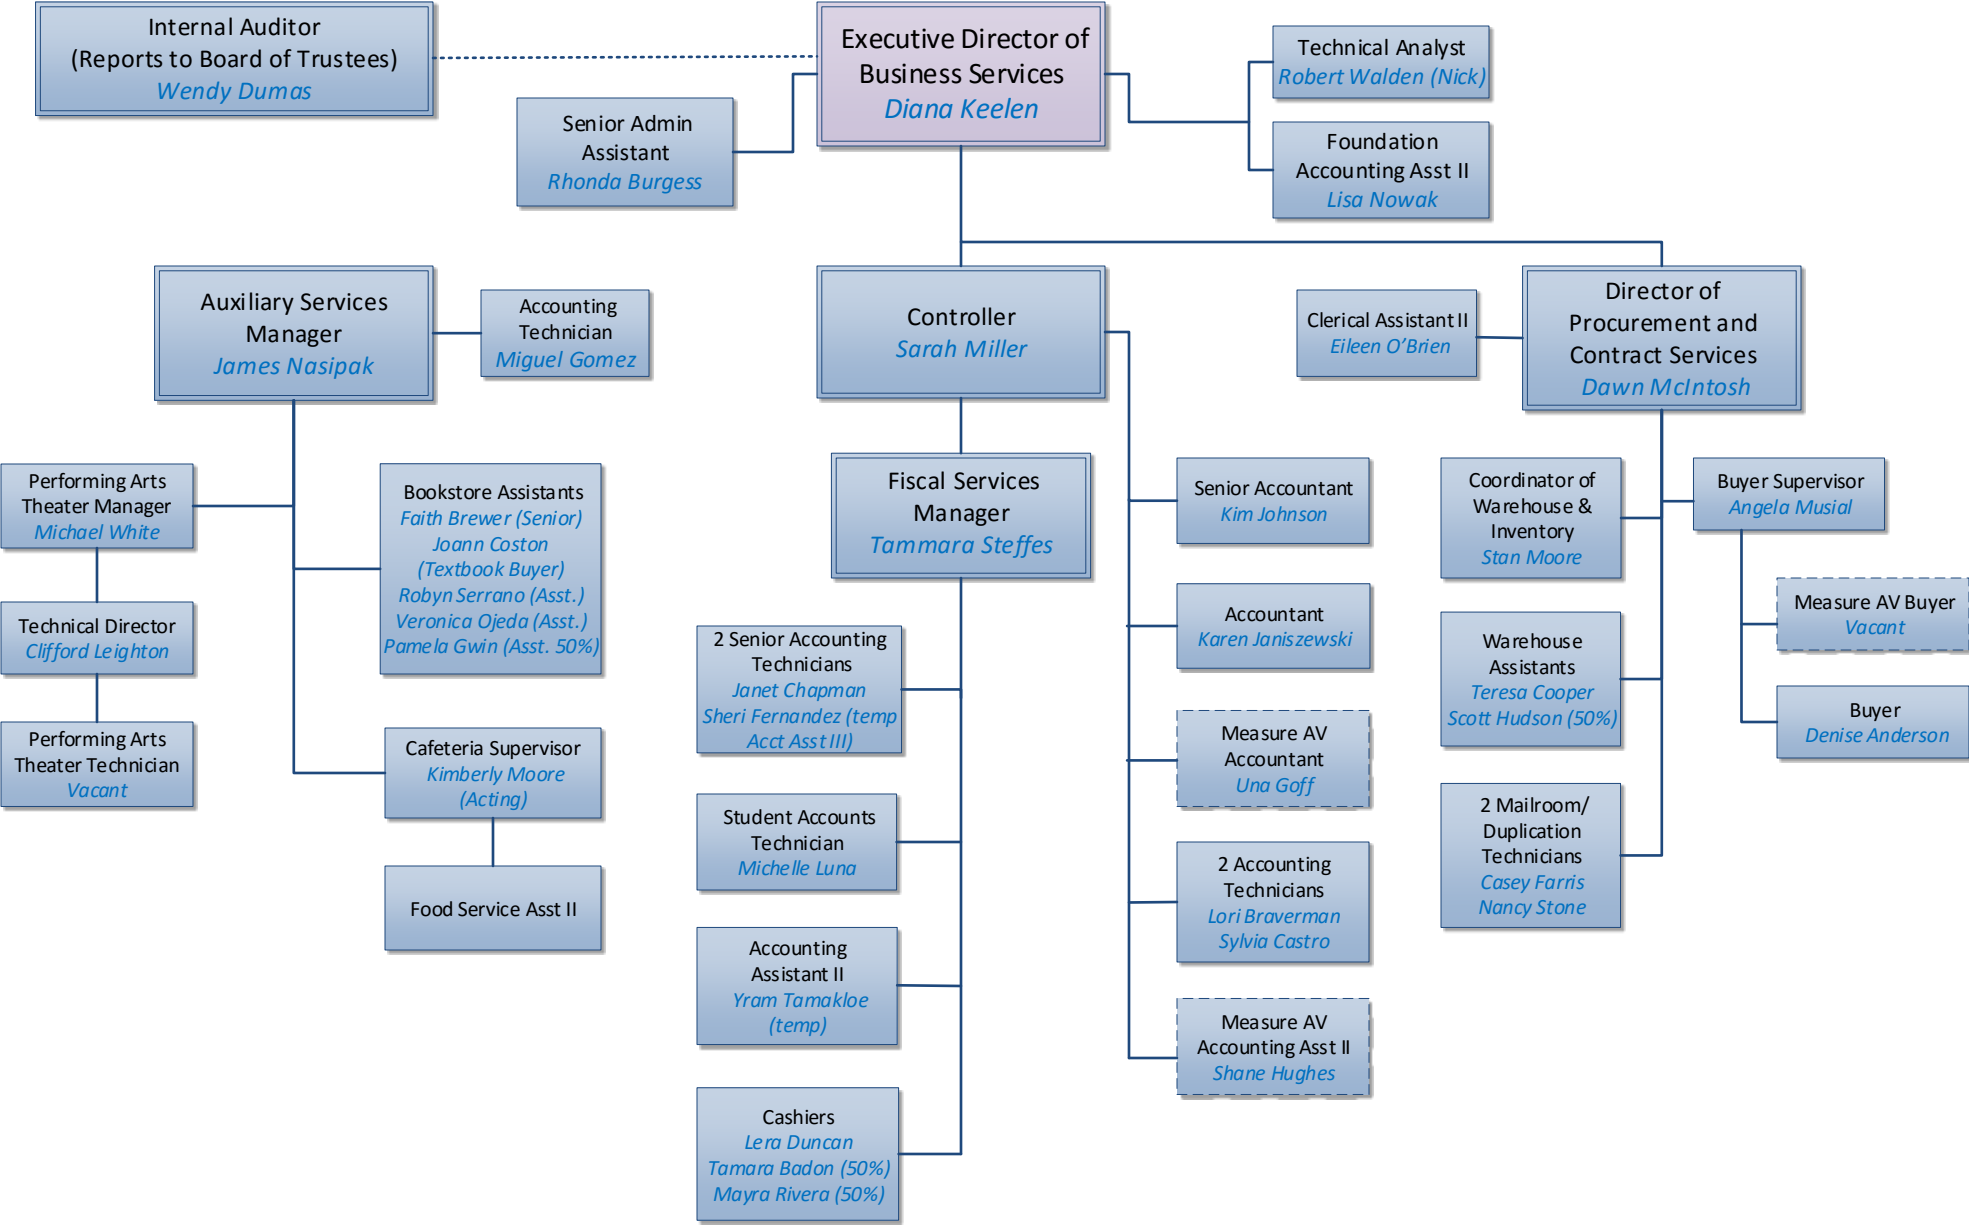 Internal Auditor
(Reports to Board of Trustees)
Wendy Dumas
Executive Director of
Business Services
Diana Keelen
Technical Analyst
Robert Walden (Nick)
Senior Admin
Assistant
Rhonda Burgess
Foundation
Accounting Asst II
Lisa Nowak
Auxiliary Services
Manager
James Nasipak
Accounting
Technician
Miguel Gomez
Controller
Sarah Miller
Clerical Assistant II
Eileen O’Brien
Director of
Procurement and
Contract Services
Dawn McIntosh
Performing Arts
Theater Manager
Michael White
Technical Director
Clifford Leighton
Performing Arts
Theater Technician
Vacant
Bookstore Assistants
Faith Brewer (Senior)
Joann Coston
(Textbook Buyer)
Robyn Serrano (Asst.)
Veronica Ojeda (Asst.)
Pamela Gwin (Asst. 50%)
Cafeteria Supervisor
Kimberly Moore
(Acting)
Food Service Asst II
Fiscal Services
Manager
Tammara Steffes
2 Senior Accounting
Technicians
Janet Chapman
Sheri Fernandez (temp
Acct Asst III)
Student Accounts
Technician
Michelle Luna
Accounting
Assistant II
Yram Tamakloe
(temp)
Cashiers
Lera Duncan
Tamara Badon (50%)
Mayra Rivera (50%)
Senior Accountant
Kim Johnson
Accountant
Karen Janiszewski
Measure AV
Accountant
Una Goff
2 Accounting
Technicians
Lori Braverman
Sylvia Castro
Measure AV
Accounting Asst II
Shane Hughes
Coordinator of
Warehouse &
Inventory
Stan Moore
Warehouse
Assistants
Teresa Cooper
Scott Hudson (50%)
2 Mailroom/
Duplication
Technicians
Casey Farris
Nancy Stone
Buyer Supervisor
Angela Musial
Measure AV Buyer
Vacant
Buyer
Denise Anderson